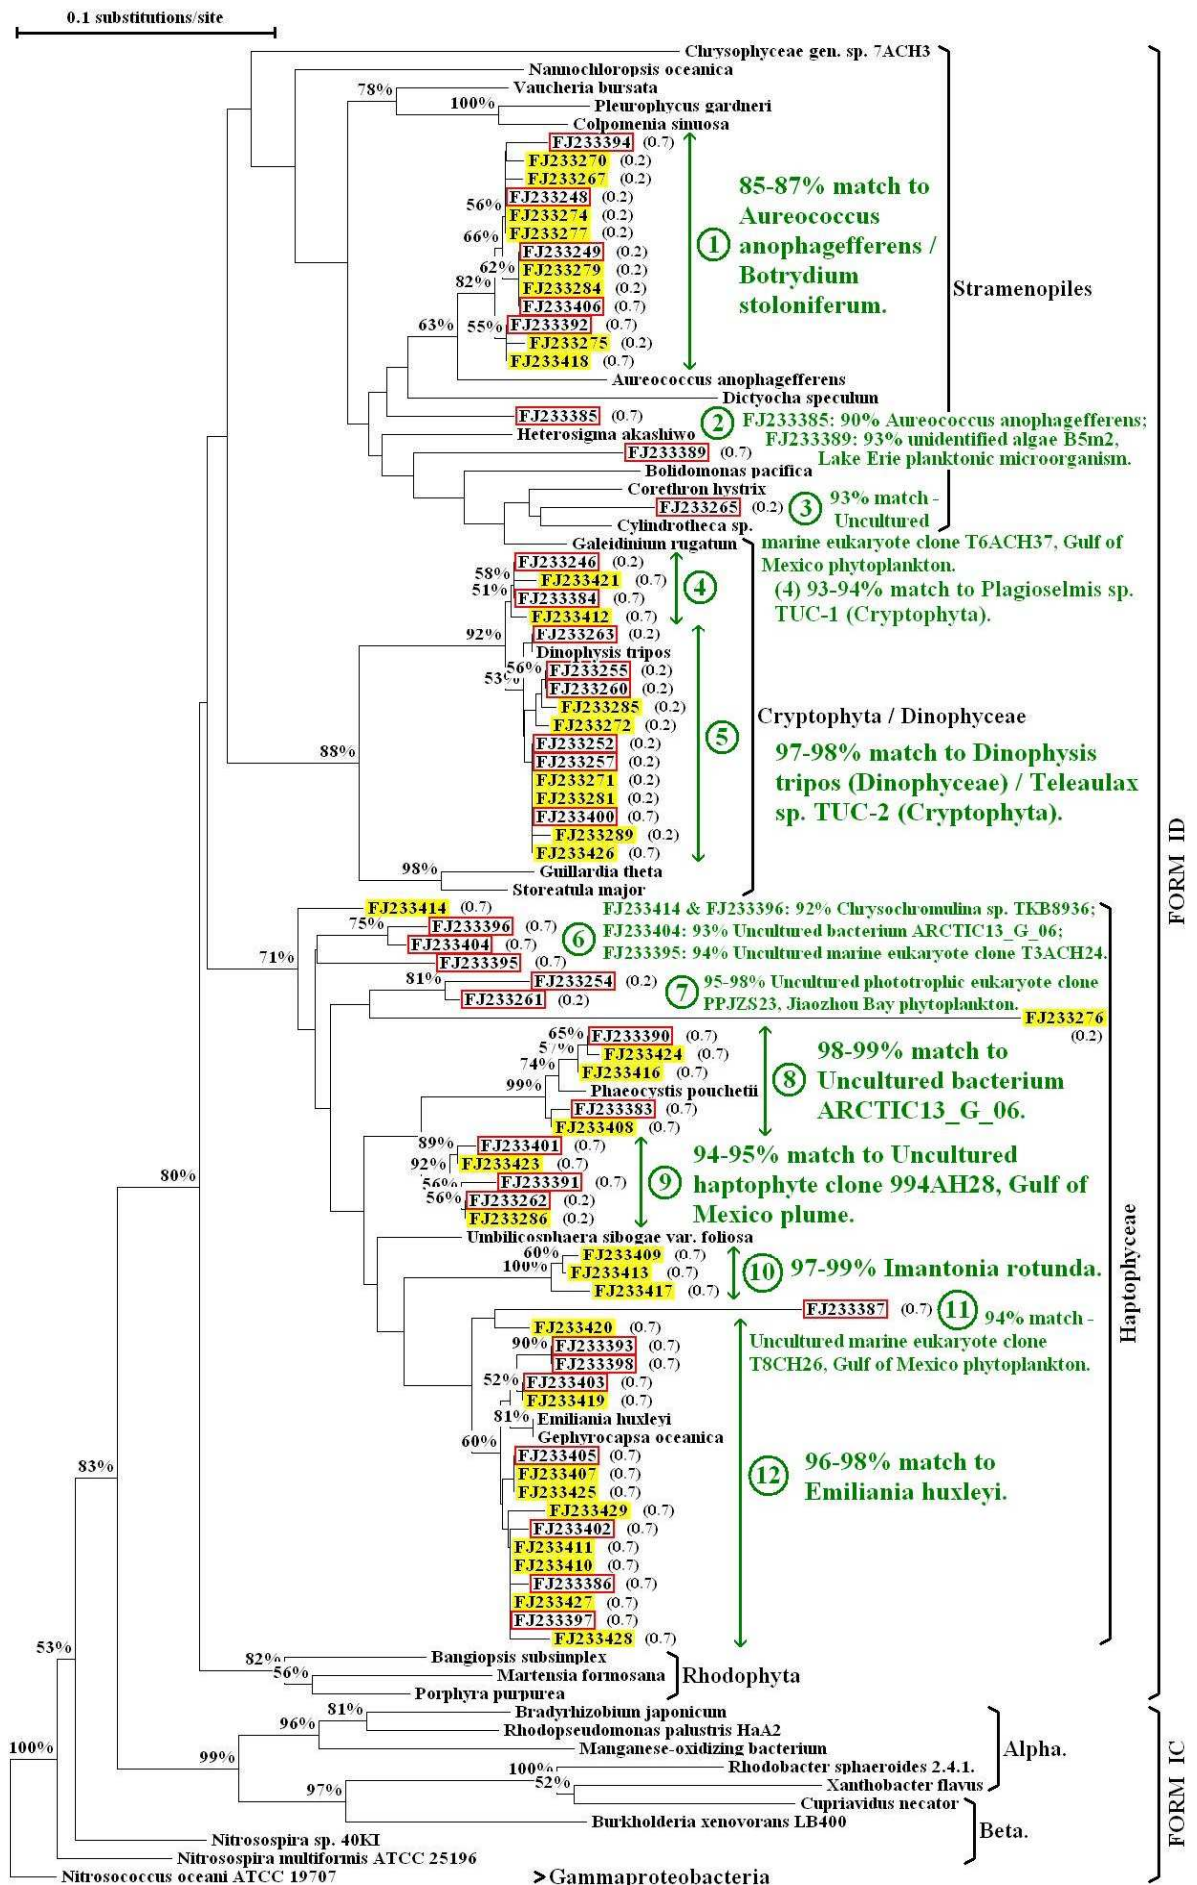 0.1 substitutions/site
Chrysophyceae gen. sp. 7ACH3
Nannochloropsis oceanica
78% Vaucheria bursata
100% Pleurophycus gardneri
Colpomenia sinuosa
FJ233394 (0.7)
FJ233270 (0.2)
FJ233267 (0.2)
56% FJ233248 (0.2)
FJ233274 (0.2)
66% FJ233277 (0.2)
FJ233249 (0.2)
82% 62% FJ233279 (0.2)
FJ233284 (0.2)
FJ233406 (0.7)
63% 55% FJ233392 (0.7)
FJ233275 (0.2)
FJ233418 (0.7)
1 85-87% match to
Aureococcus
anophagefferens /
Botrydium
stoloniferum.
Stramenopiles
Aureococcus anophagefferens
Dictyocha speculum
FJ233385 (0.7)
2 FJ233385: 90% Aureococcus anophagefferens;
FJ233389: 93% unidentified algae B5m2,
Lake Erie planktonic microorganism.
Heterosigma akashiwo
FJ233389 (0.7)
Bolidomonas pacifica
Corethron hystrix
FJ233265 (0.2)
3 93% match -
Uncultured
marine eukaryote clone T6ACH37, Gulf of
Mexico phytoplankton.
Cylindrotheca sp.
Galeidinium rugatum
FJ233246 (0.2)
58% FJ233421 (0.7)
51% FJ233384 (0.7)
FJ233412 (0.7)
4
(4) 93-94% match to Plagioselmis sp.
TUC-1 (Cryptophyta).
92% FJ233263 (0.2)
Dinophysis tripos
53% 56% FJ233255 (0.2)
FJ233260 (0.2)
FJ233285 (0.2)
FJ233272 (0.2)
88% FJ233252 (0.2)
FJ233257 (0.2)
FJ233271 (0.2)
FJ233281 (0.2)
FJ233400 (0.7)
FJ233289 (0.2)
FJ233426 (0.7)
5
Cryptophyta / Dinophyceae
97-98% match to Dinophysis
tripos (Dinophyceae) / Teleaulax
sp. TUC-2 (Cryptophyta).
98% Guillardia theta
Storeatula major
FORM ID
FJ233414 (0.7)
75% FJ233396 (0.7)
FJ233404 (0.7)
71% FJ233395 (0.7)
6 FJ233414 & FJ233396: 92% Chrysochromulina sp. TKB8936;
FJ233404: 93% Uncultured bacterium ARCTIC13_G_06;
FJ233395: 94% Uncultured marine eukaryote clone T3ACH24.
81% FJ233254 (0.2)
FJ233261 (0.2)
7 95-98% Uncultured phototrophic eukaryote clone
PPJZS23, Jiaozhou Bay phytoplankton.
FJ233276
(0.2)
65% FJ233390 (0.7)
57% FJ233424 (0.7)
74% FJ233416 (0.7)
99% Phaeocystis pouchetii
FJ233383 (0.7)
FJ233408 (0.7)
8 98-99% match to
Uncultured bacterium
ARCTIC13_G_06.
89% FJ233401 (0.7)
92% FJ233423 (0.7)
56% FJ233391 (0.7)
56% FJ233262 (0.2)
FJ233286 (0.2)
9 94-95% match to Uncultured
haptophyte clone 994AH28, Gulf of
Mexico plume.
80%
Umbilicosphaera sibogae var. foliosa
60% FJ233409 (0.7)
100% FJ233413 (0.7)
FJ233417 (0.7)
10 97-99% Imantonia rotunda.
Haptophyceae
FJ233387 (0.7)
11 94% match -
Uncultured marine eukaryote clone
T8CH26, Gulf of Mexico phytoplankton.
FJ233420 (0.7)
90% FJ233393 (0.7)
FJ233398 (0.7)
52% FJ233403 (0.7)
FJ233419 (0.7)
81% Emiliania huxleyi
60% Gephyrocapsa oceanica
FJ233405 (0.7)
FJ233407 (0.7)
FJ233425 (0.7)
FJ233429 (0.7)
FJ233402 (0.7)
FJ233411 (0.7)
FJ233410 (0.7)
FJ233386 (0.7)
FJ233427 (0.7)
FJ233397 (0.7)
FJ233428 (0.7)
12 96-98% match to
Emiliania huxleyi.
83%
53%
82% Bangiopsis subsimplex
56% Martensia formosana
Porphyra purpurea
Rhodophyta
81% Bradyrhizobium japonicum
96% Rhodopseudomonas palustris HaA2
Manganese-oxidizing bacterium
99%
100% Rhodobacter sphaeroides 2.4.1.
52% Xanthobacter flavus
97% Cupriavidus necator
Burkholderia xenovorans LB400
Alpha.
Beta.
FORM IC
100%
Nitrosospira sp. 40KI
Nitrosospira multiformis ATCC 25196
Nitrosococcus oceani ATCC 19707
>Gammaproteobacteria